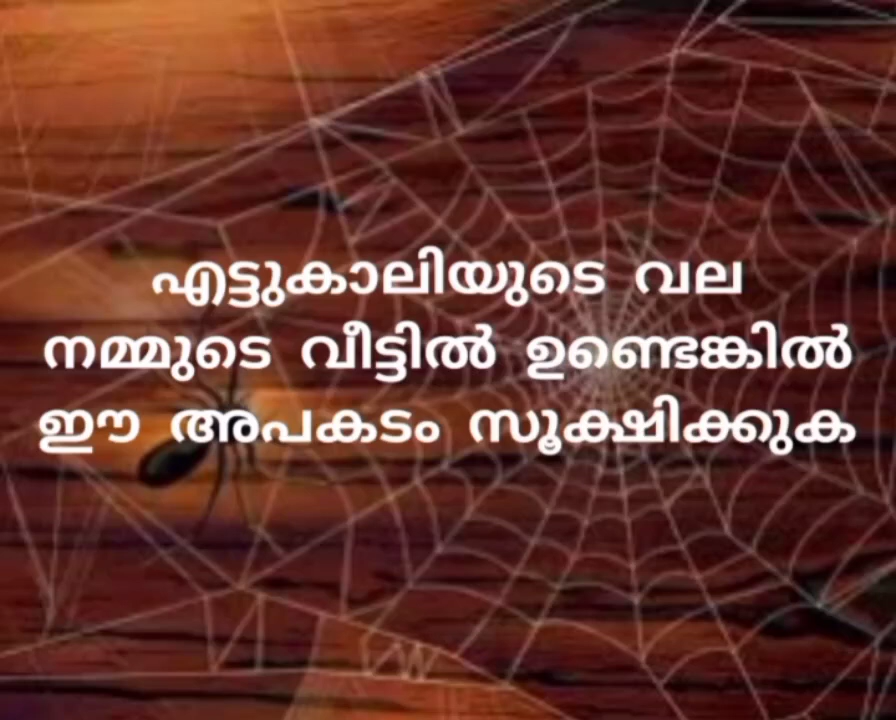 എട്ടുകാലിയുടെ വല
നമ്മുടെ വീട്ടിൽ ഉണ്ടെങ്കിൽ
ഈ അപകടം സൂക്ഷിക്കുക